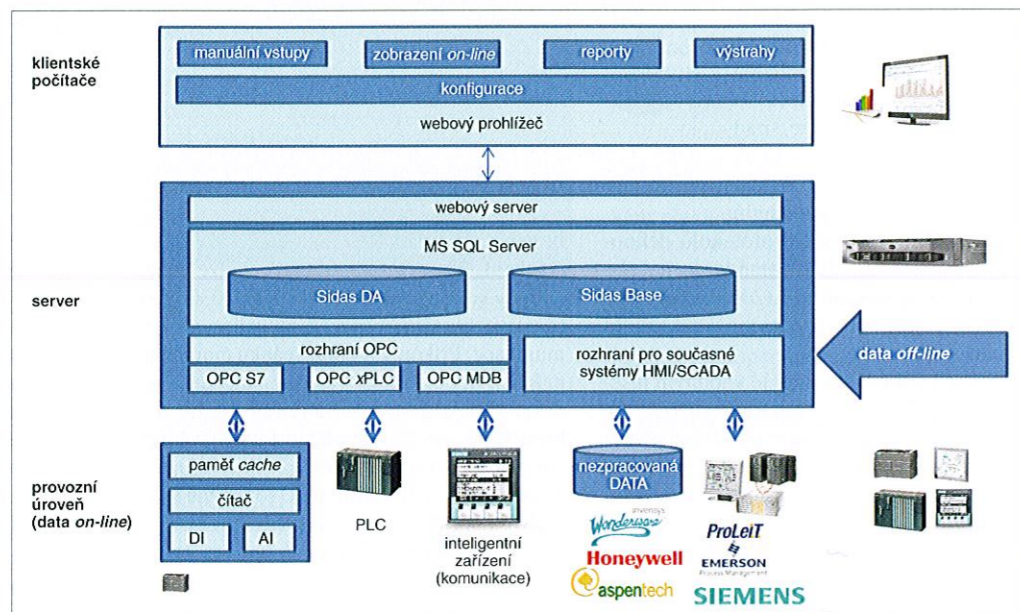 klientské
počítače
manuální vstupy
zobrazení on-line
reporty
výstrahy
konfigurace
webový prohlížeč
server
webový server
MS SQL Server
Sidas DA
Sidas Base
rozhraní OPC
OPC S7
OPC xPLC
OPC MDB
rozhraní pro současné
systémy HMI/SCADA
data off-line
provozní
úroveň
(data on-line)
paměť cache
čítač
DI
AI
PLC
inteligentní
zařízení
(komunikace)
nezpracovaná
DATA
invensys
Wonderware
Honeywell
aspentech
ProLeiT
EMERSON
Process Management
SIEMENS